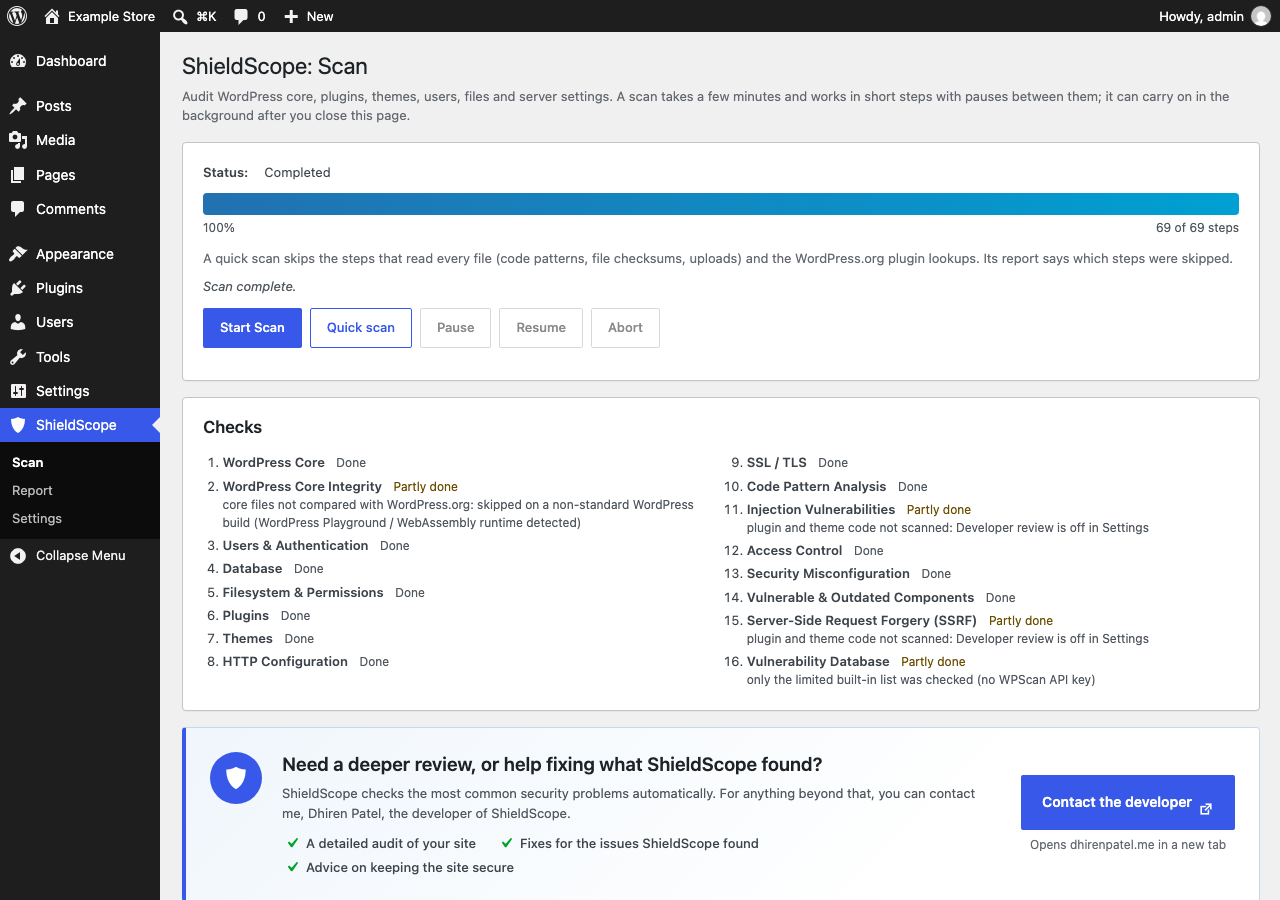 Example Store
⌘K
0
New
Howdy, admin
Dashboard
Posts
Media
Pages
Comments
Appearance
Plugins
Users
Tools
Settings
ShieldScope
Scan
Report
Settings
Collapse Menu
ShieldScope: Scan
Audit WordPress core, plugins, themes, users, files and server settings. A scan takes a few minutes and works in short steps with pauses between them; it can carry on in the
background after you close this page.
Status: Completed
100%
69 of 69 steps
A quick scan skips the steps that read every file (code patterns, file checksums, uploads) and the WordPress.org plugin lookups. Its report says which steps were skipped.
Scan complete.
Start Scan
Quick scan
Pause
Resume
Abort
Checks
1. WordPress Core Done
2. WordPress Core Integrity Partly done
core files not compared with WordPress.org: skipped on a non-standard WordPress
build (WordPress Playground / WebAssembly runtime detected)
3. Users & Authentication Done
4. Database Done
5. Filesystem & Permissions Done
6. Plugins Done
7. Themes Done
8. HTTP Configuration Done
9. SSL / TLS Done
10. Code Pattern Analysis Done
11. Injection Vulnerabilities Partly done
plugin and theme code not scanned: Developer review is off in Settings
12. Access Control Done
13. Security Misconfiguration Done
14. Vulnerable & Outdated Components Done
15. Server-Side Request Forgery (SSRF) Partly done
plugin and theme code not scanned: Developer review is off in Settings
16. Vulnerability Database Partly done
only the limited built-in list was checked (no WPScan API key)
Need a deeper review, or help fixing what ShieldScope found?
ShieldScope checks the most common security problems automatically. For anything beyond that, you can contact
me, Dhiren Patel, the developer of ShieldScope.
A detailed audit of your site
Fixes for the issues ShieldScope found
Advice on keeping the site secure
Contact the developer
Opens dhirenpatel.me in a new tab